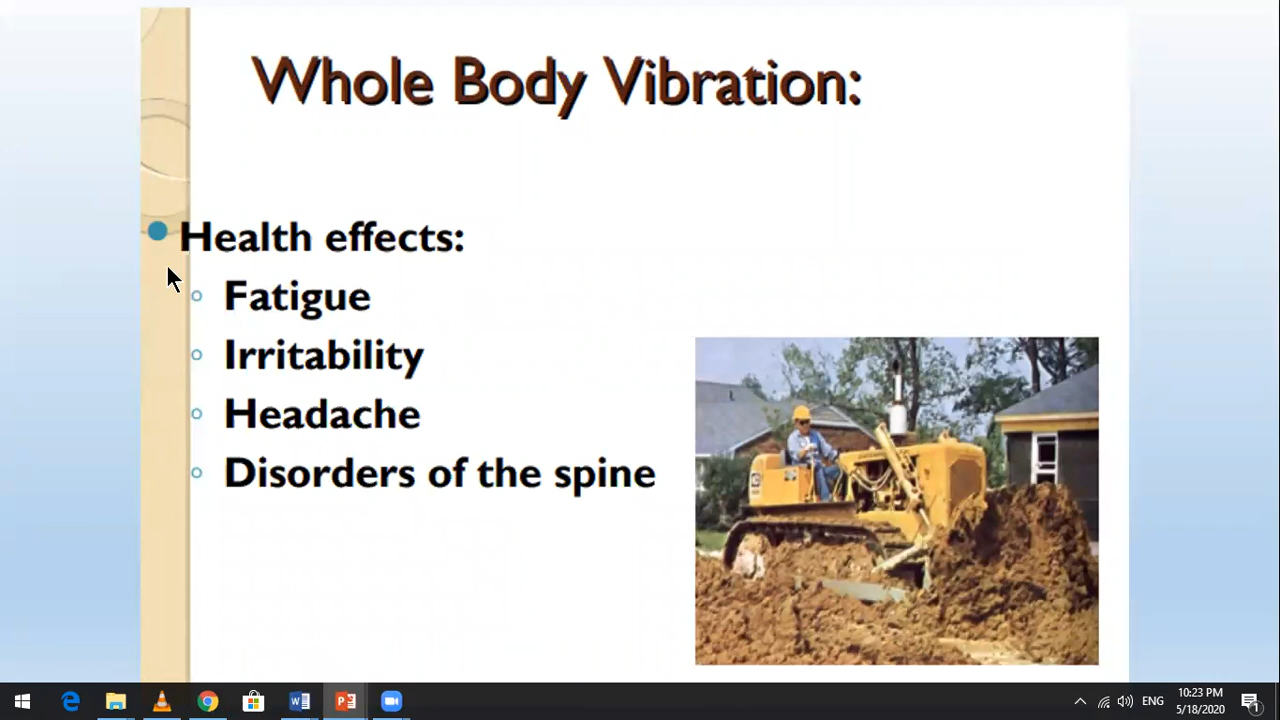 Whole Body Vibration:
Health effects:
Fatigue
Irritability
Headache
Disorders of the spine
ENG
10:23 PM
5/18/2020
1